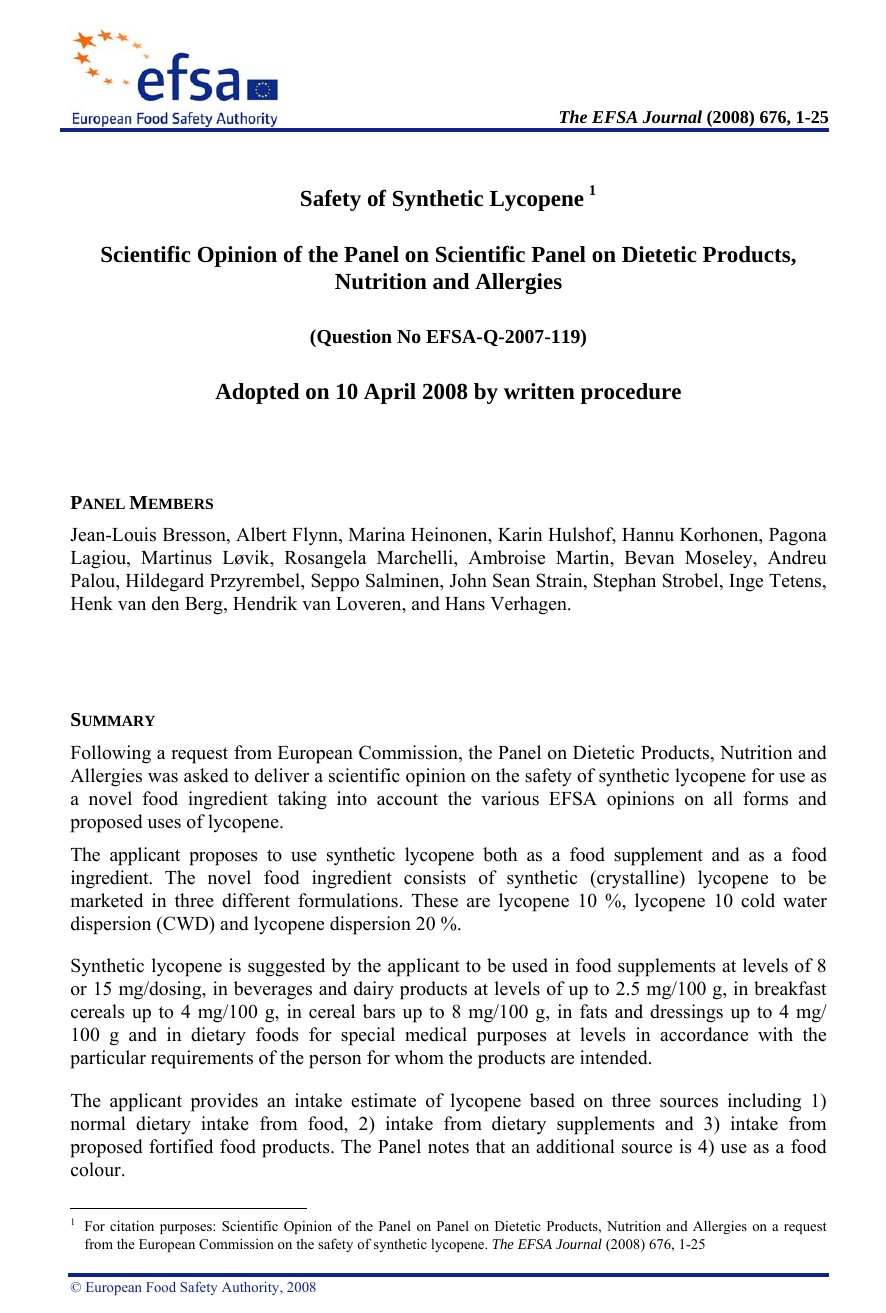 efsa
European Food Safety Authority
The EFSA Journal (2008) 676, 1-25
Safety of Synthetic Lycopene 1
Scientific Opinion of the Panel on Scientific Panel on Dietetic Products,
Nutrition and Allergies
(Question No EFSA-Q-2007-119)
Adopted on 10 April 2008 by written procedure
PANEL MEMBERS
Jean-Louis Bresson, Albert Flynn, Marina Heinonen, Karin Hulshof, Hannu Korhonen, Pagona
Lagiou, Martinus Løvik, Rosangela Marchelli, Ambroise Martin, Bevan Moseley, Andreu
Palou, Hildegard Przyrembel, Seppo Salminen, John Sean Strain, Stephan Strobel, Inge Tetens,
Henk van den Berg, Hendrik van Loveren, and Hans Verhagen.
SUMMARY
Following a request from European Commission, the Panel on Dietetic Products, Nutrition and
Allergies was asked to deliver a scientific opinion on the safety of synthetic lycopene for use as
a novel food ingredient taking into account the various EFSA opinions on all forms and
proposed uses of lycopene.
The applicant proposes to use synthetic lycopene both as a food supplement and as a food
ingredient. The novel food ingredient consists of synthetic (crystalline) lycopene to be
marketed in three different formulations. These are lycopene 10 %, lycopene 10 cold water
dispersion (CWD) and lycopene dispersion 20 %.
Synthetic lycopene is suggested by the applicant to be used in food supplements at levels of 8
or 15 mg/dosing, in beverages and dairy products at levels of up to 2.5 mg/100 g, in breakfast
cereals up to 4 mg/100 g, in cereal bars up to 8 mg/100 g, in fats and dressings up to 4 mg/
100 g and in dietary foods for special medical purposes at levels in accordance with the
particular requirements of the person for whom the products are intended.
The applicant provides an intake estimate of lycopene based on three sources including 1)
normal dietary intake from food, 2) intake from dietary supplements and 3) intake from
proposed fortified food products. The Panel notes that an additional source is 4) use as a food
colour.
1 For citation purposes: Scientific Opinion of the Panel on Panel on Dietetic Products, Nutrition and Allergies on a request
from the European Commission on the safety of synthetic lycopene. The EFSA Journal (2008) 676, 1-25
© European Food Safety Authority, 2008